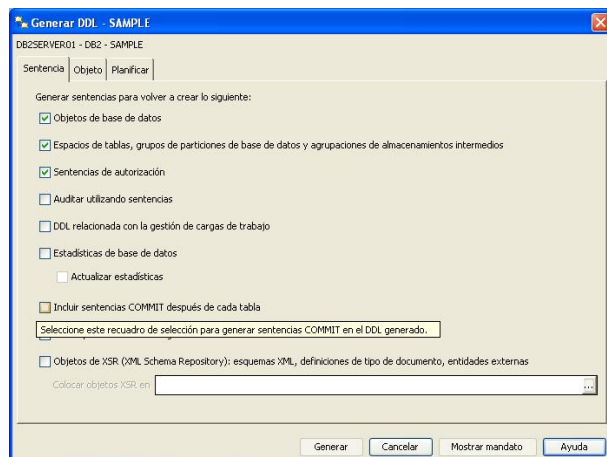 Generar DDL - SAMPLE
DB2SERVER01 - DB2 - SAMPLE
Sentencia Objeto Planificar
Generar sentencias para volver a crear lo siguiente:
Objetos de base de datos
Espacios de tablas, grupos de particiones de base de datos y agrupaciones de almacenamientos intermedios
Sentencias de autorización
Auditar utilizando sentencias
DDL relacionada con la gestión de cargas de trabajo
Estadísticas de base de datos
Actualizar estadísticas
Incluir sentencias COMMIT después de cada tabla
Seleccione este recuadro de selección para generar sentencias COMMIT en el DDL generado.
Objetos de XSR (XML Schema Repository): esquemas XML, definiciones de tipo de documento, entidades externas
Colocar objetos XSR en ...
Generar Cancelar Mostrar mandato Ayuda